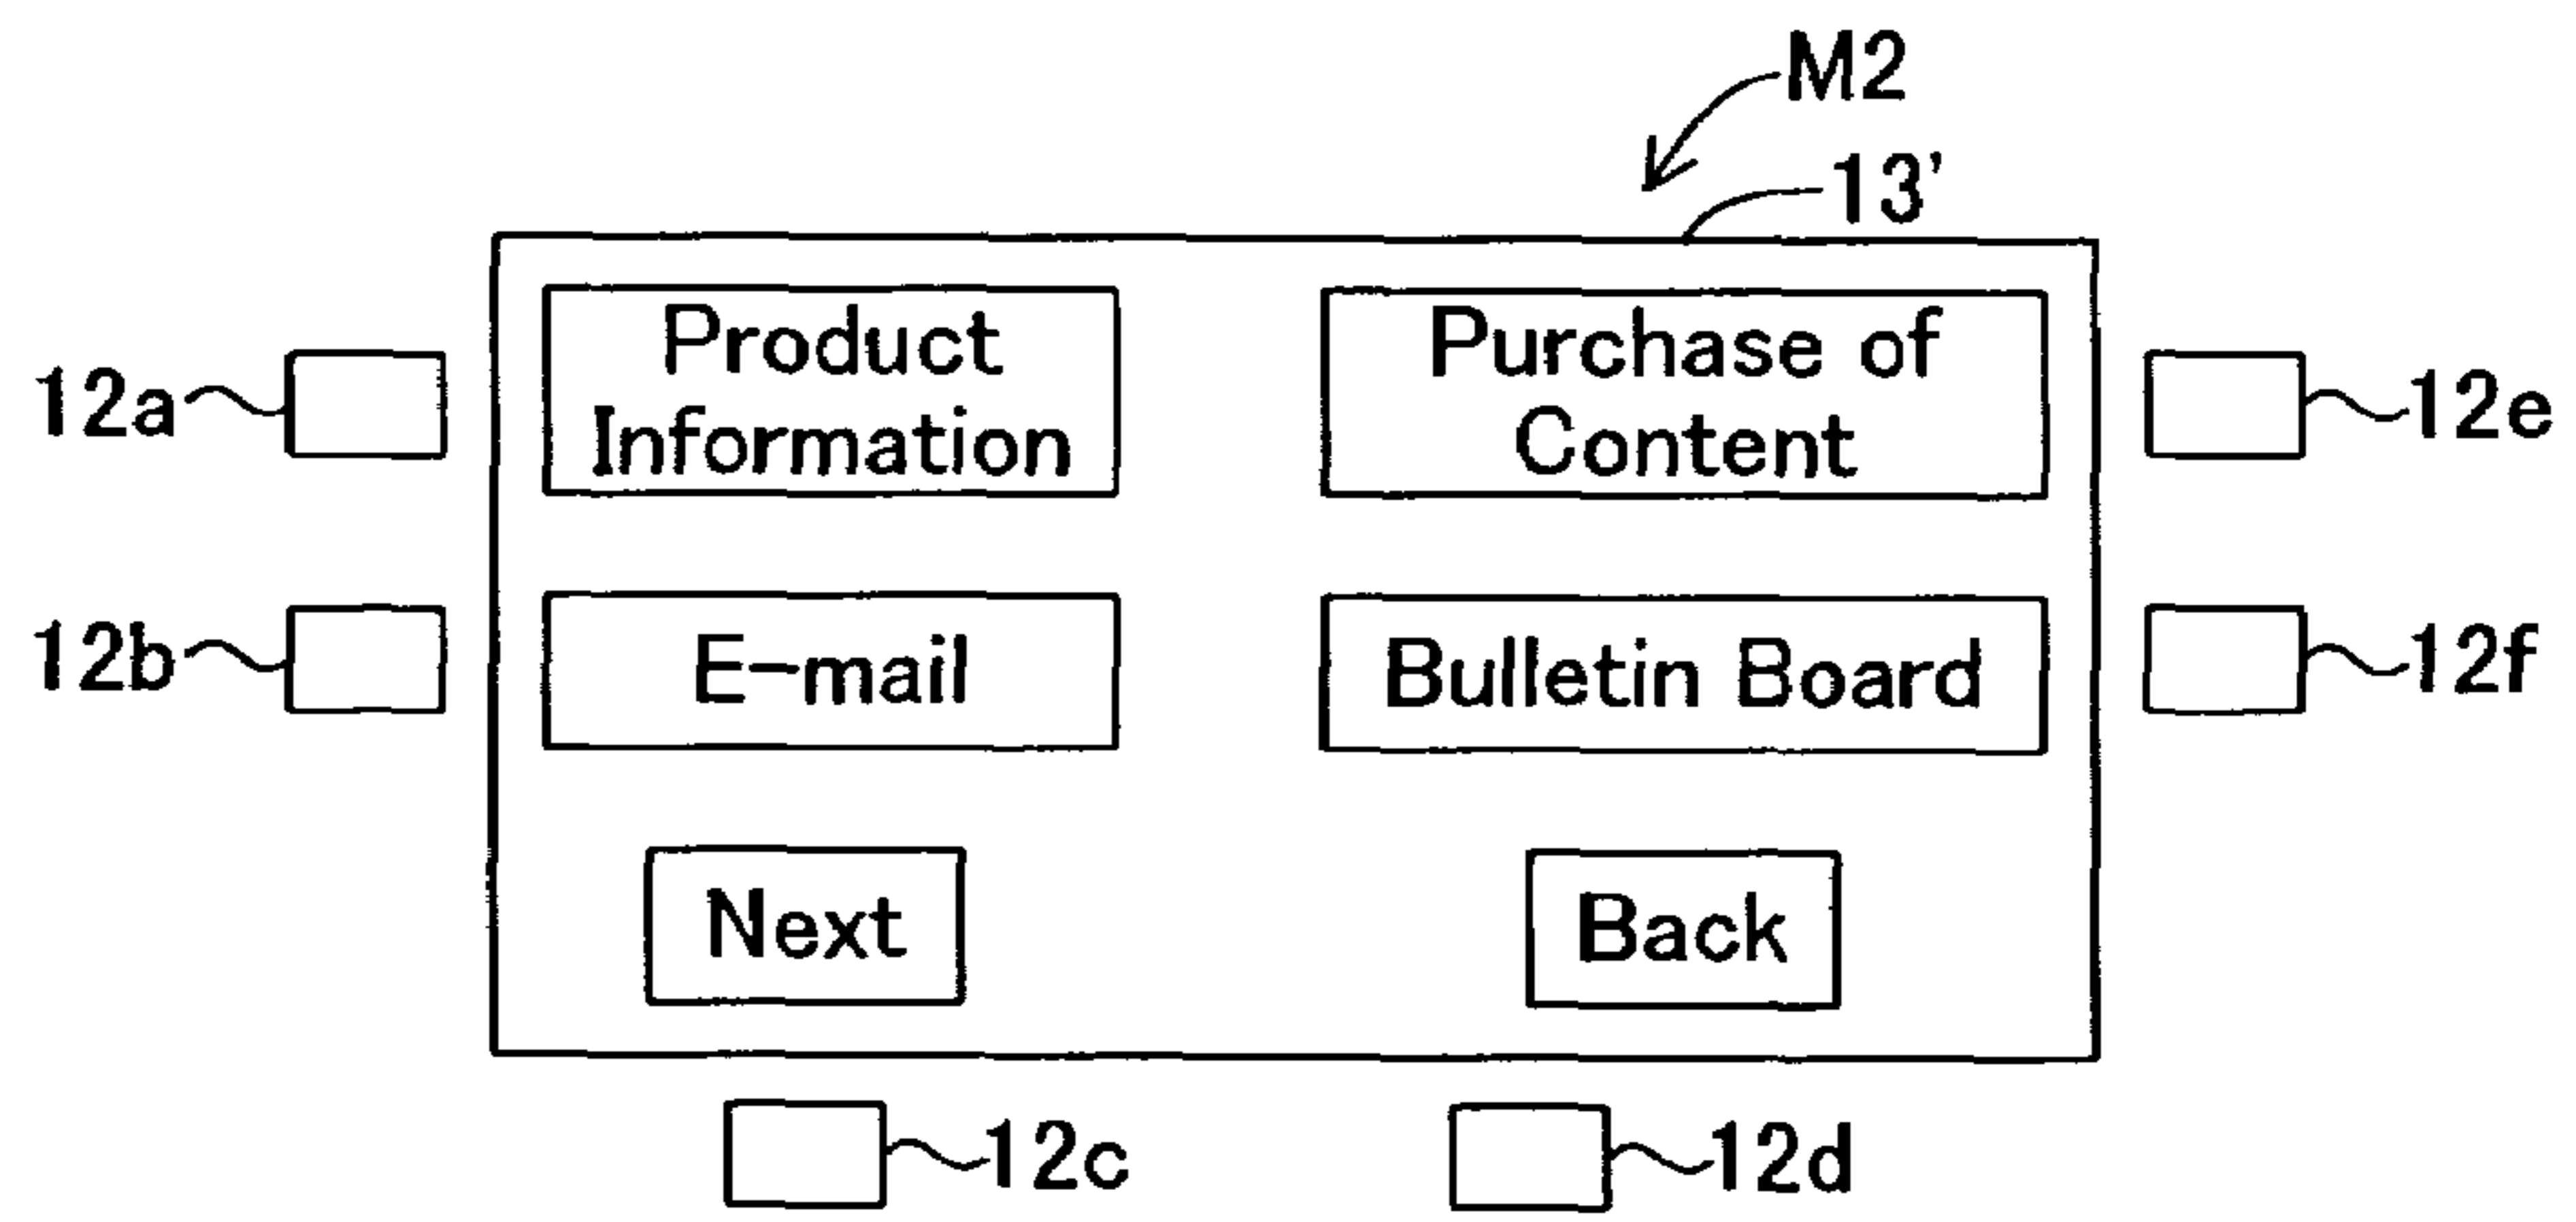 M2
13'
Product
Information
Purchase of
Content
12a
12e
E-mail
Bulletin Board
12b
12f
Next
Back
12c
12d